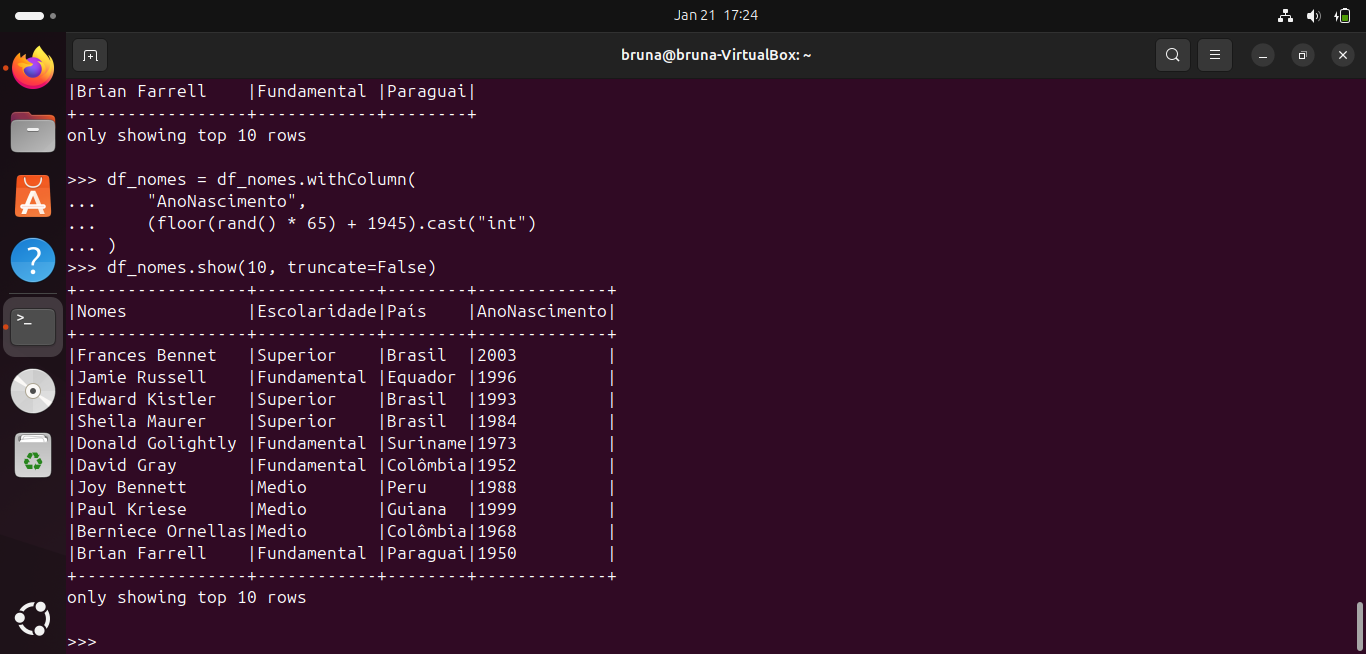 Jan 21 17:24
bruna@bruna-VirtualBox: ~
|Brian Farrell    |Fundamental |Paraguai|
+-----------------+------------+--------+
only showing top 10 rows
>>> df_nomes = df_nomes.withColumn(
...     "AnoNascimento",
...     (floor(rand() * 65) + 1945).cast("int")
... )
>>> df_nomes.show(10, truncate=False)
+-----------------+------------+--------+-------------+
|Nomes            |Escolaridade|País    |AnoNascimento|
+-----------------+------------+--------+-------------+
|Frances Bennet   |Superior    |Brasil  |2003         |
|Jamie Russell    |Fundamental |Equador |1996         |
|Edward Kistler   |Superior    |Brasil  |1993         |
|Sheila Maurer    |Superior    |Brasil  |1984         |
|Donald Golightly |Fundamental |Suriname|1973         |
|David Gray       |Fundamental |Colômbia|1952         |
|Joy Bennett      |Medio       |Peru    |1988         |
|Paul Kriese      |Medio       |Guiana  |1999         |
|Berniece Ornellas|Medio       |Colômbia|1968         |
|Brian Farrell    |Fundamental |Paraguai|1950         |
+-----------------+------------+--------+-------------+
only showing top 10 rows
>>>